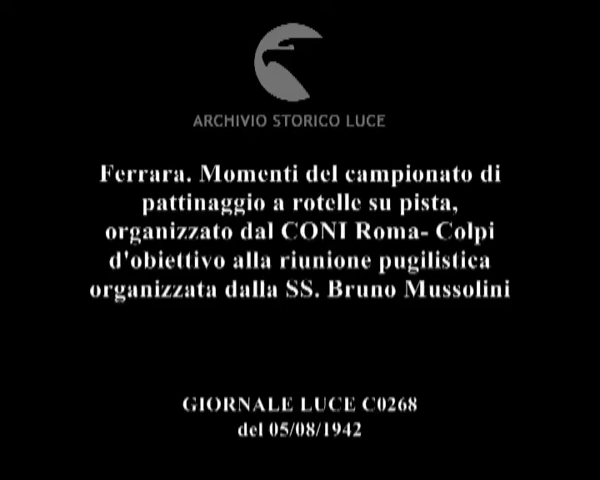 ARCHIVIO STORICO LUCE
Ferrara. Momenti del campionato di
pattinaggio a rotelle su pista,
organizzato dal CONI Roma- Colpi
d'obiettivo alla riunione pugilistica
organizzata dalla SS. Bruno Mussolini
GIORNALE LUCE C0268
del 05/08/1942